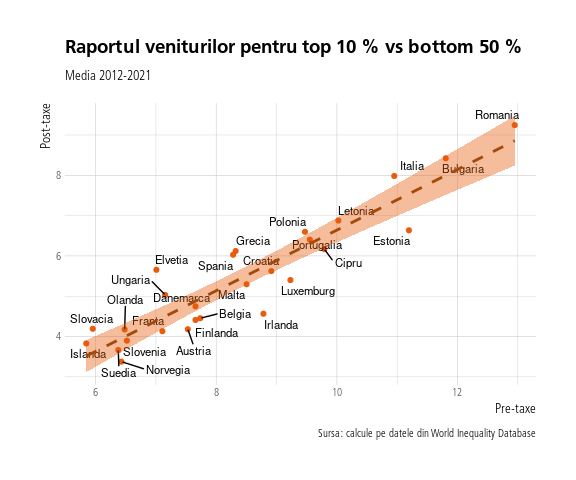 Raportul veniturilor pentru top 10 % vs bottom 50 %
Media 2012-2021
Post-taxe
Romania
Italia
Bulgaria
8
Letonia
Polonia
Estonia
Portugalia
Grecia
Elvetia
Spania
Croatia
Cipru
6
Ungaria
Luxemburg
Malta
Danemarca
Olanda
Belgia
Slovacia
Franta
Irlanda
Finlanda
4
Islanda
Slovenia
Austria
Suedia
Norvegia
6
8
10
12
Pre-taxe
Sursa: calcule pe datele din World Inequality Database